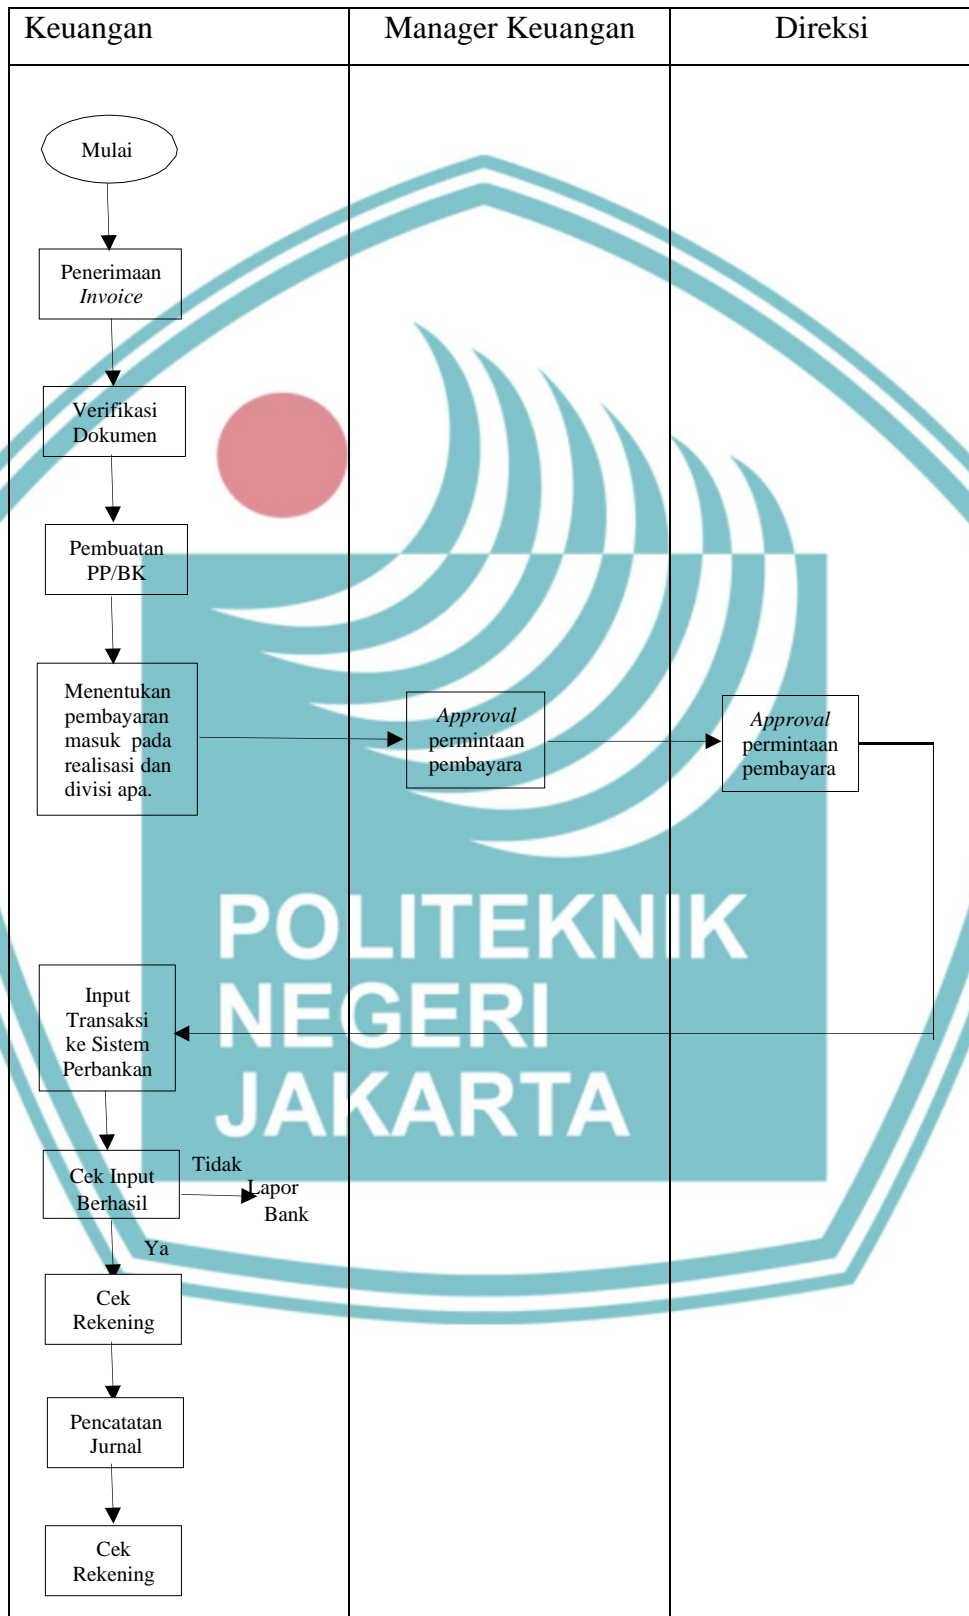 Keuangan
Manager Keuangan
Direksi
Mulai
Penerimaan
Invoice
Verifikasi
Dokumen
Pembuatan
PP/BK
Menentukan
pembayaran
masuk pada
realisasi dan
divisi apa.
Approval
permintaan
pembayara
Approval
permintaan
pembayara
POLITEKNIK
NEGERI
JAKARTA
Input
Transaksi
ke Sistem
Perbankan
Cek Input
Berhasil
Tidak
Lapor
Bank
Ya
Cek
Rekening
Pencatatan
Jurnal
Cek
Rekening